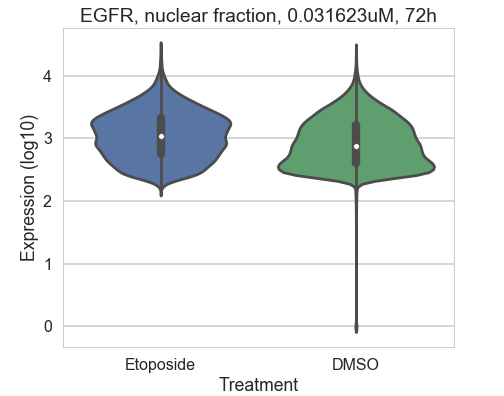 EGFR, nuclear fraction, 0.031623uM, 72h
Expression (log10)
4
3
2
1
0
Etoposide DMSO
Treatment